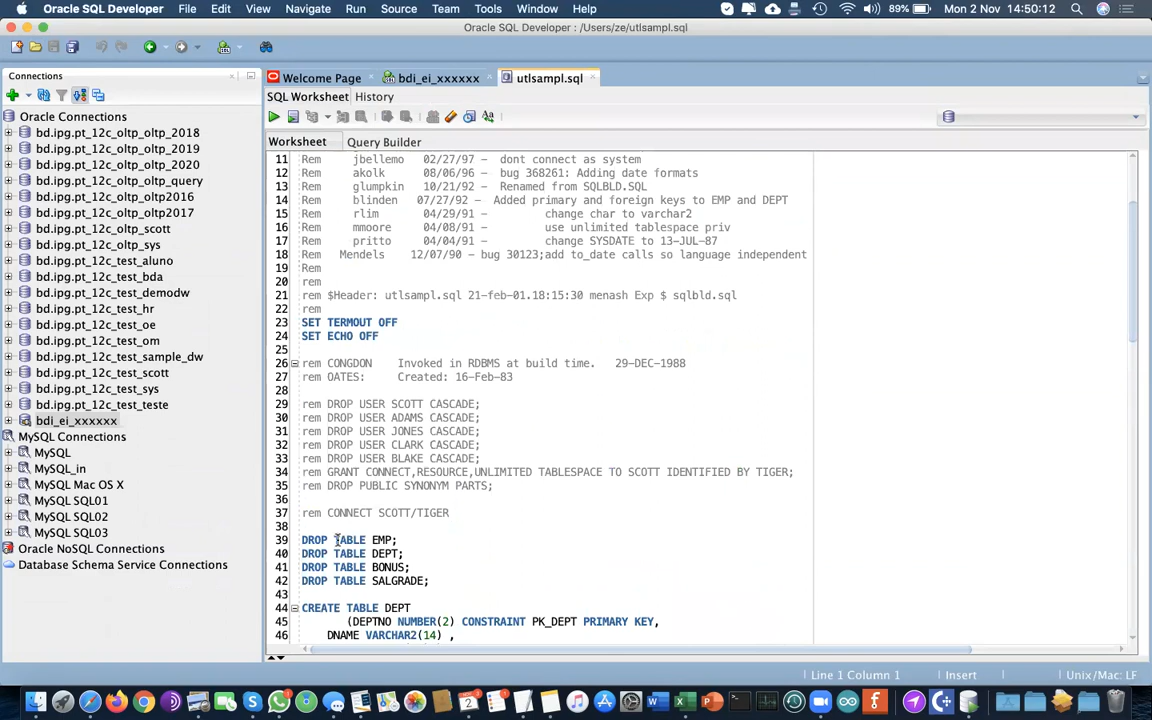 Oracle SQL Developer File Edit View Navigate Run Source Team Tools Window Help 89% Mon 2 Nov 14:50:12
Oracle SQL Developer : /Users/ze/utlsampl.sql
Connections
Oracle Connections
bd.ipg.pt_12c_oltp_oltp_2018
bd.ipg.pt_12c_oltp_oltp_2019
bd.ipg.pt_12c_oltp_oltp_2020
bd.ipg.pt_12c_oltp_oltp_query
bd.ipg.pt_12c_oltp_oltp2016
bd.ipg.pt_12c_oltp_oltp2017
bd.ipg.pt_12c_oltp_scott
bd.ipg.pt_12c_oltp_sys
bd.ipg.pt_12c_test_aluno
bd.ipg.pt_12c_test_bda
bd.ipg.pt_12c_test_demodw
bd.ipg.pt_12c_test_hr
bd.ipg.pt_12c_test_oe
bd.ipg.pt_12c_test_om
bd.ipg.pt_12c_test_sample_dw
bd.ipg.pt_12c_test_scott
bd.ipg.pt_12c_test_sys
bd.ipg.pt_12c_test_teste
bdi_ei_xxxxxx
MySQL Connections
MySQL
MySQL_in
MySQL Mac OS X
MySQL SQL01
MySQL SQL02
MySQL SQL03
Oracle NoSQL Connections
Database Schema Service Connections
Welcome Page bdi_ei_xxxxxx utlsampl.sql
SQL Worksheet History
Worksheet Query Builder
11 Rem jbellemo 02/27/97 - dont connect as system
12 Rem akolk 08/06/96 - bug 368261: Adding date formats
13 Rem glumpkin 10/21/92 - Renamed from SQLBLD.SQL
14 Rem blinden 07/27/92 - Added primary and foreign keys to EMP and DEPT
15 Rem rlim 04/29/91 - change char to varchar2
16 Rem mmoore 04/08/91 - use unlimited tablespace priv
17 Rem pritto 04/04/91 - change SYSDATE to 13-JUL-87
18 Rem Mendels 12/07/90 - bug 30123;add to_date calls so language independent
19 Rem
20 rem
21 rem $Header: utlsampl.sql 21-feb-01.18:15:30 menash Exp $ sqlbld.sql
22 rem
23 SET TERMOUT OFF
24 SET ECHO OFF
25
26 rem CONGDON Invoked in RDBMS at build time. 29-DEC-1988
27 rem OATES: Created: 16-Feb-83
28
29 rem DROP USER SCOTT CASCADE;
30 rem DROP USER ADAMS CASCADE;
31 rem DROP USER JONES CASCADE;
32 rem DROP USER CLARK CASCADE;
33 rem DROP USER BLAKE CASCADE;
34 rem GRANT CONNECT,RESOURCE,UNLIMITED TABLESPACE TO SCOTT IDENTIFIED BY TIGER;
35 rem DROP PUBLIC SYNONYM PARTS;
36
37 rem CONNECT SCOTT/TIGER
38
39 DROP TABLE EMP;
40 DROP TABLE DEPT;
41 DROP TABLE BONUS;
42 DROP TABLE SALGRADE;
43
44 CREATE TABLE DEPT
45 (DEPTNO NUMBER(2) CONSTRAINT PK_DEPT PRIMARY KEY,
46 DNAME VARCHAR2(14) ,
Line 1 Column 1 Insert Unix/Mac: LF